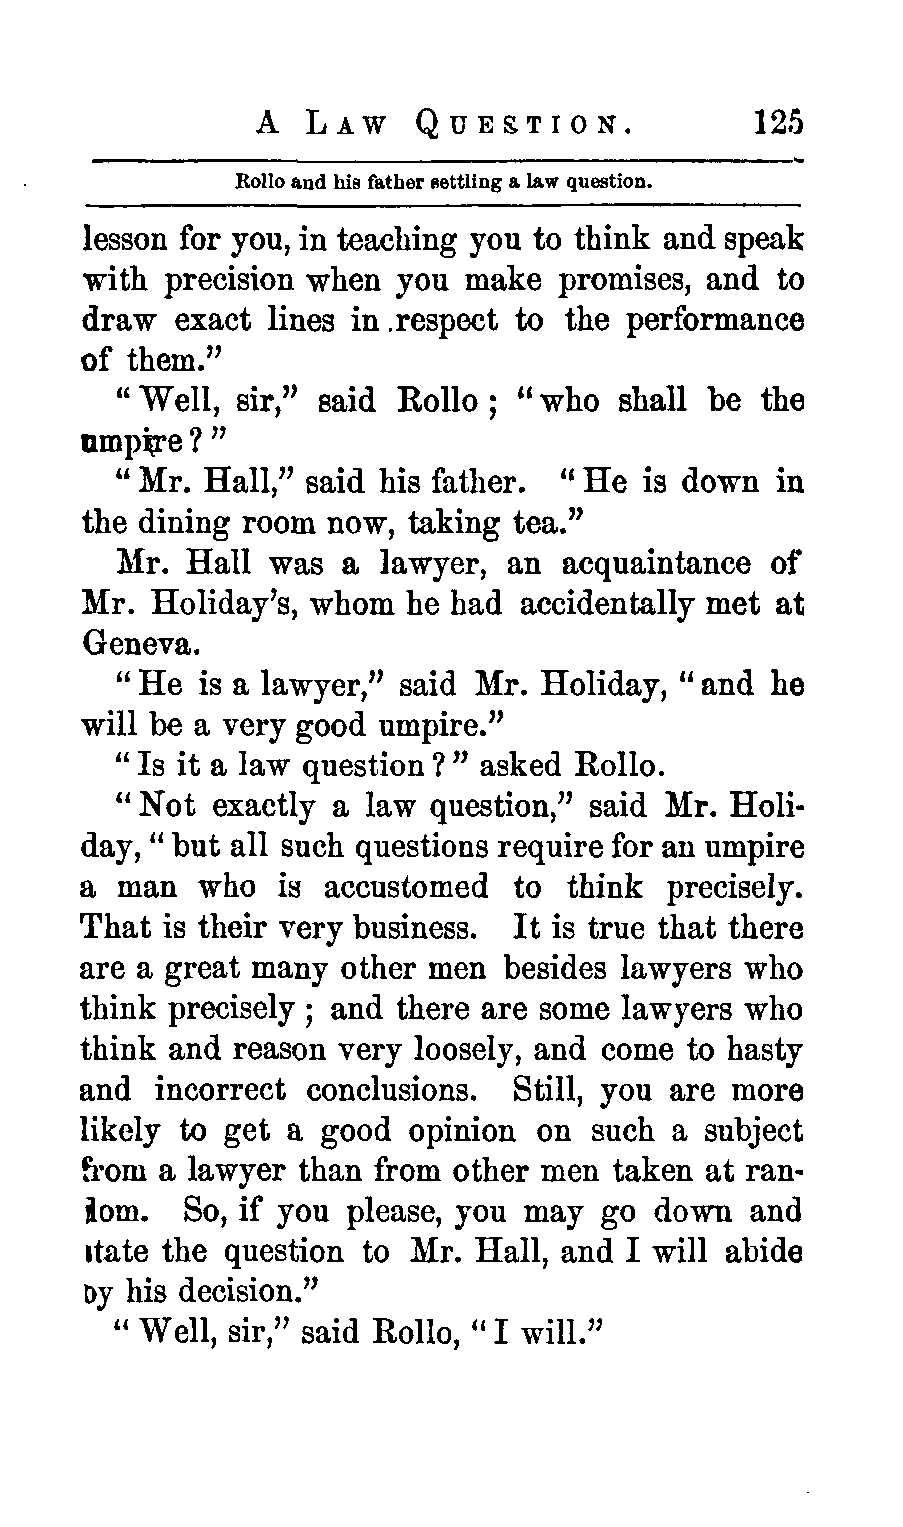 A LAW QUESTION. 125
Rollo and his father settling a law question.
lesson for you, in teaching you to think and speak
with precision when you make promises, and to
draw exact lines in respect to the performance
of them.”
“Well, sir,” said Rollo; “who shall be the
umpire?”
“Mr. Hall,” said his father. “He is down in
the dining room now, taking tea.”
Mr. Hall was a lawyer, an acquaintance of
Mr. Holiday’s, whom he had accidentally met at
Geneva.
“He is a lawyer,” said Mr. Holiday, “and he
will be a very good umpire.”
“Is it a law question?” asked Rollo.
“Not exactly a law question,” said Mr. Holi-
day, “but all such questions require for an umpire
a man who is accustomed to think precisely.
That is their very business. It is true that there
are a great many other men besides lawyers who
think precisely; and there are some lawyers who
think and reason very loosely, and come to hasty
and incorrect conclusions. Still, you are more
likely to get a good opinion on such a subject
from a lawyer than from other men taken at ran-
dom. So, if you please, you may go down and
state the question to Mr. Hall, and I will abide
by his decision.”
“Well, sir,” said Rollo, “I will.”